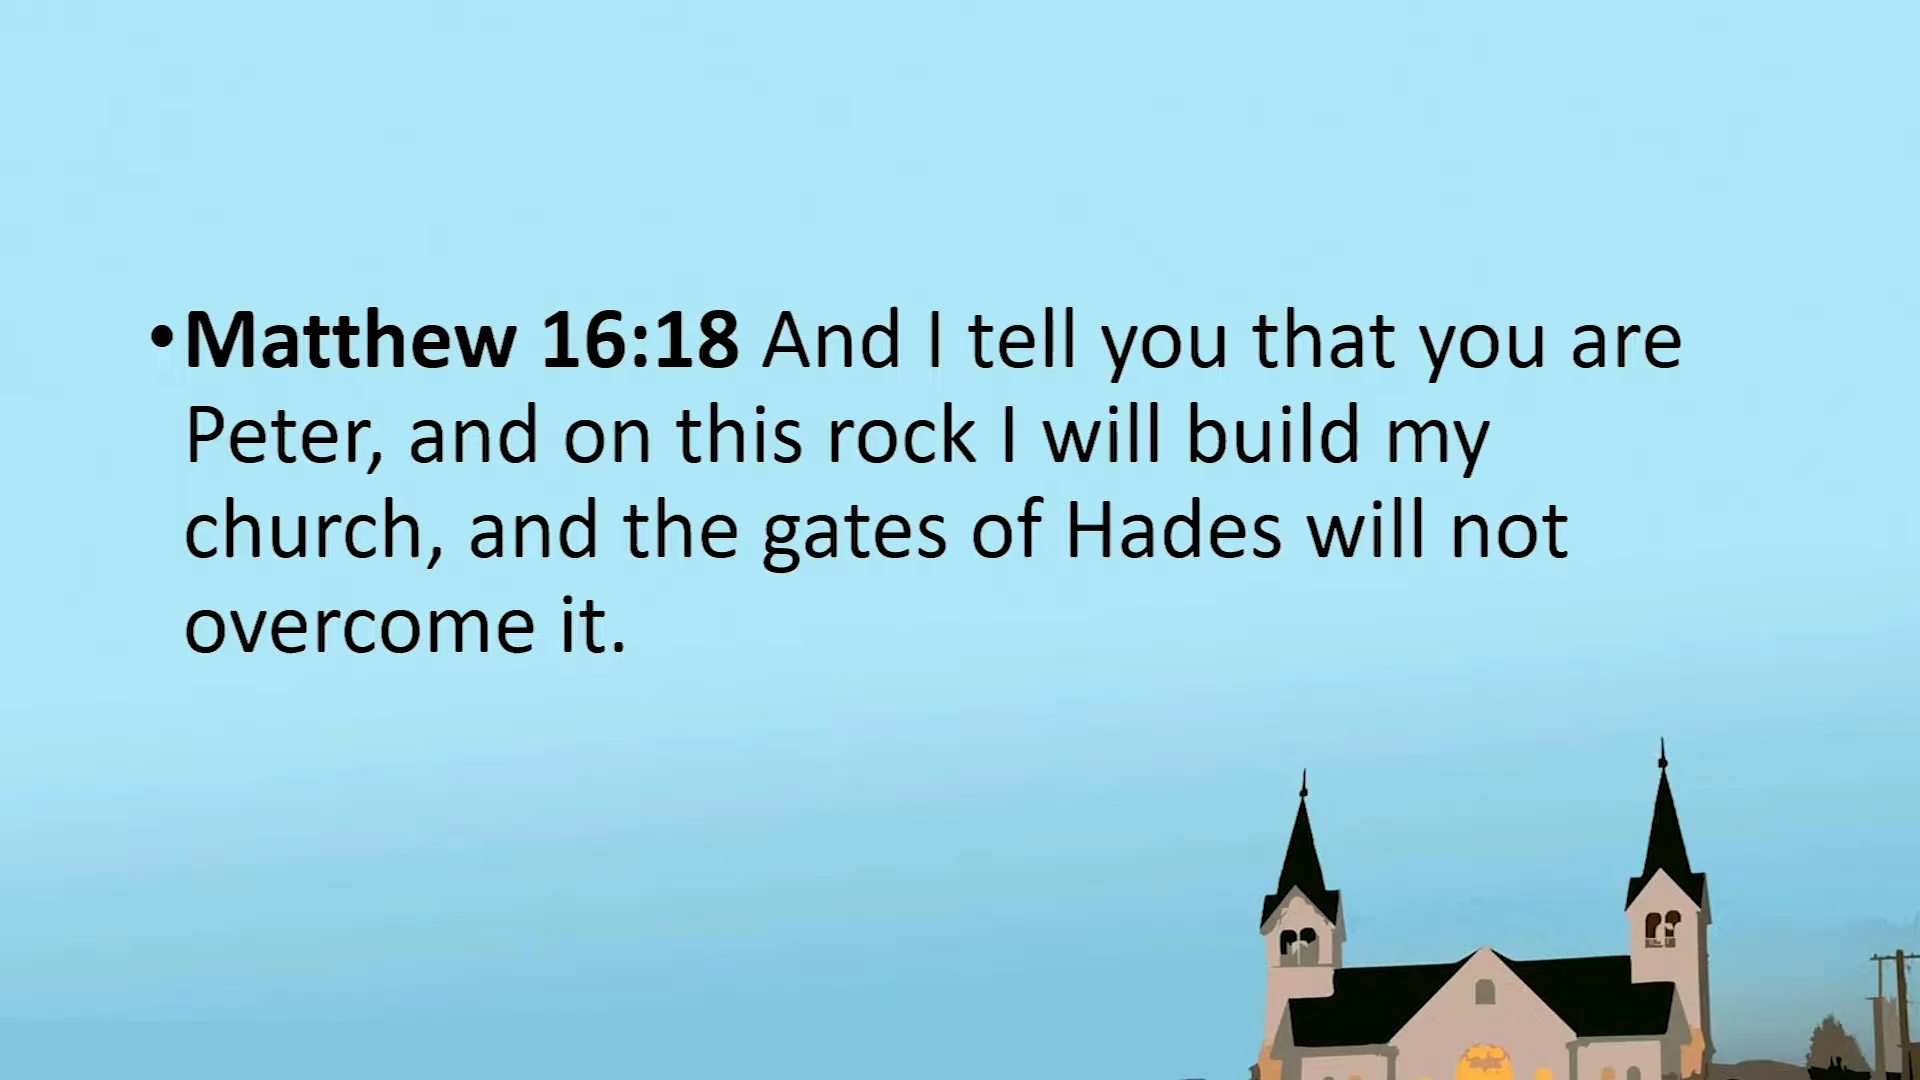 •Matthew 16:18 And I tell you that you are
Peter, and on this rock I will build my
church, and the gates of Hades will not
overcome it.